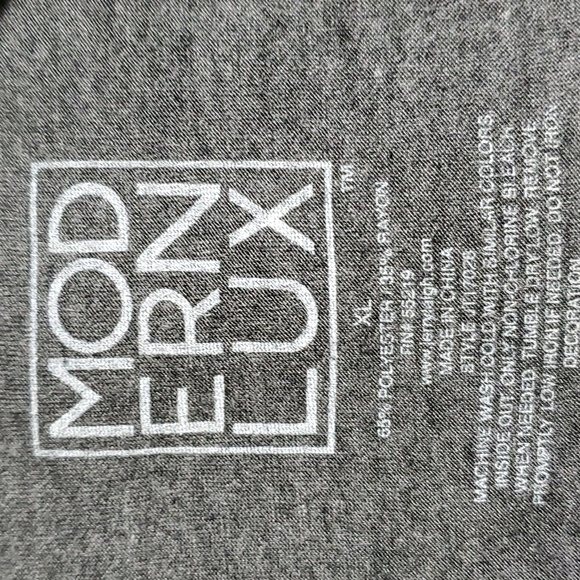 MOD
ERN
LUX
TM
XL
65% POLYESTER / 35% RAYON
RN# 55219
www.jerryleigh.com
MADE IN CHINA
STYLE
MACHINE WASH COLD WITH SIMILAR COLORS,
INSIDE OUT. ONLY NON-CHLORINE BLEACH
WHEN NEEDED. TUMBLE DRY LOW. REMOVE
PROMPTLY. LOW IRON IF NEEDED. DO NOT IRON
DECORATION